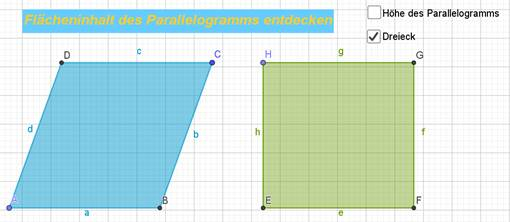 Flächeninhalt des Parallelogramms entdecken
Höhe des Parallelogramms
Dreieck
D c C H g G
d b h f
A a B E e F